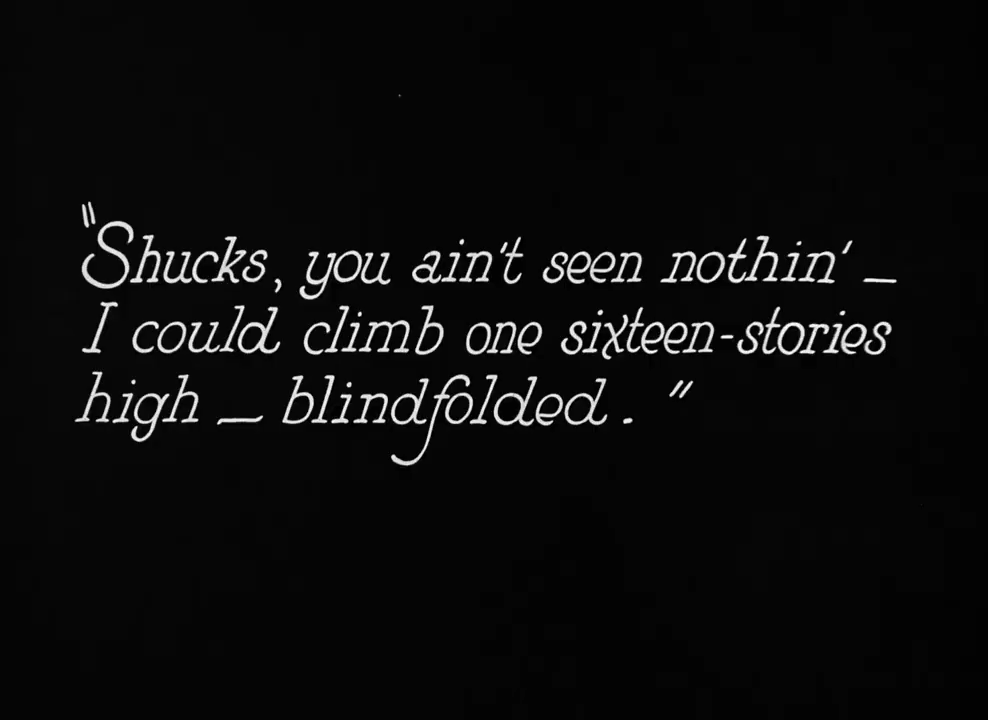 "Shucks, you ain't seen nothin' —
I could climb one sixteen-stories
high — blindfolded."